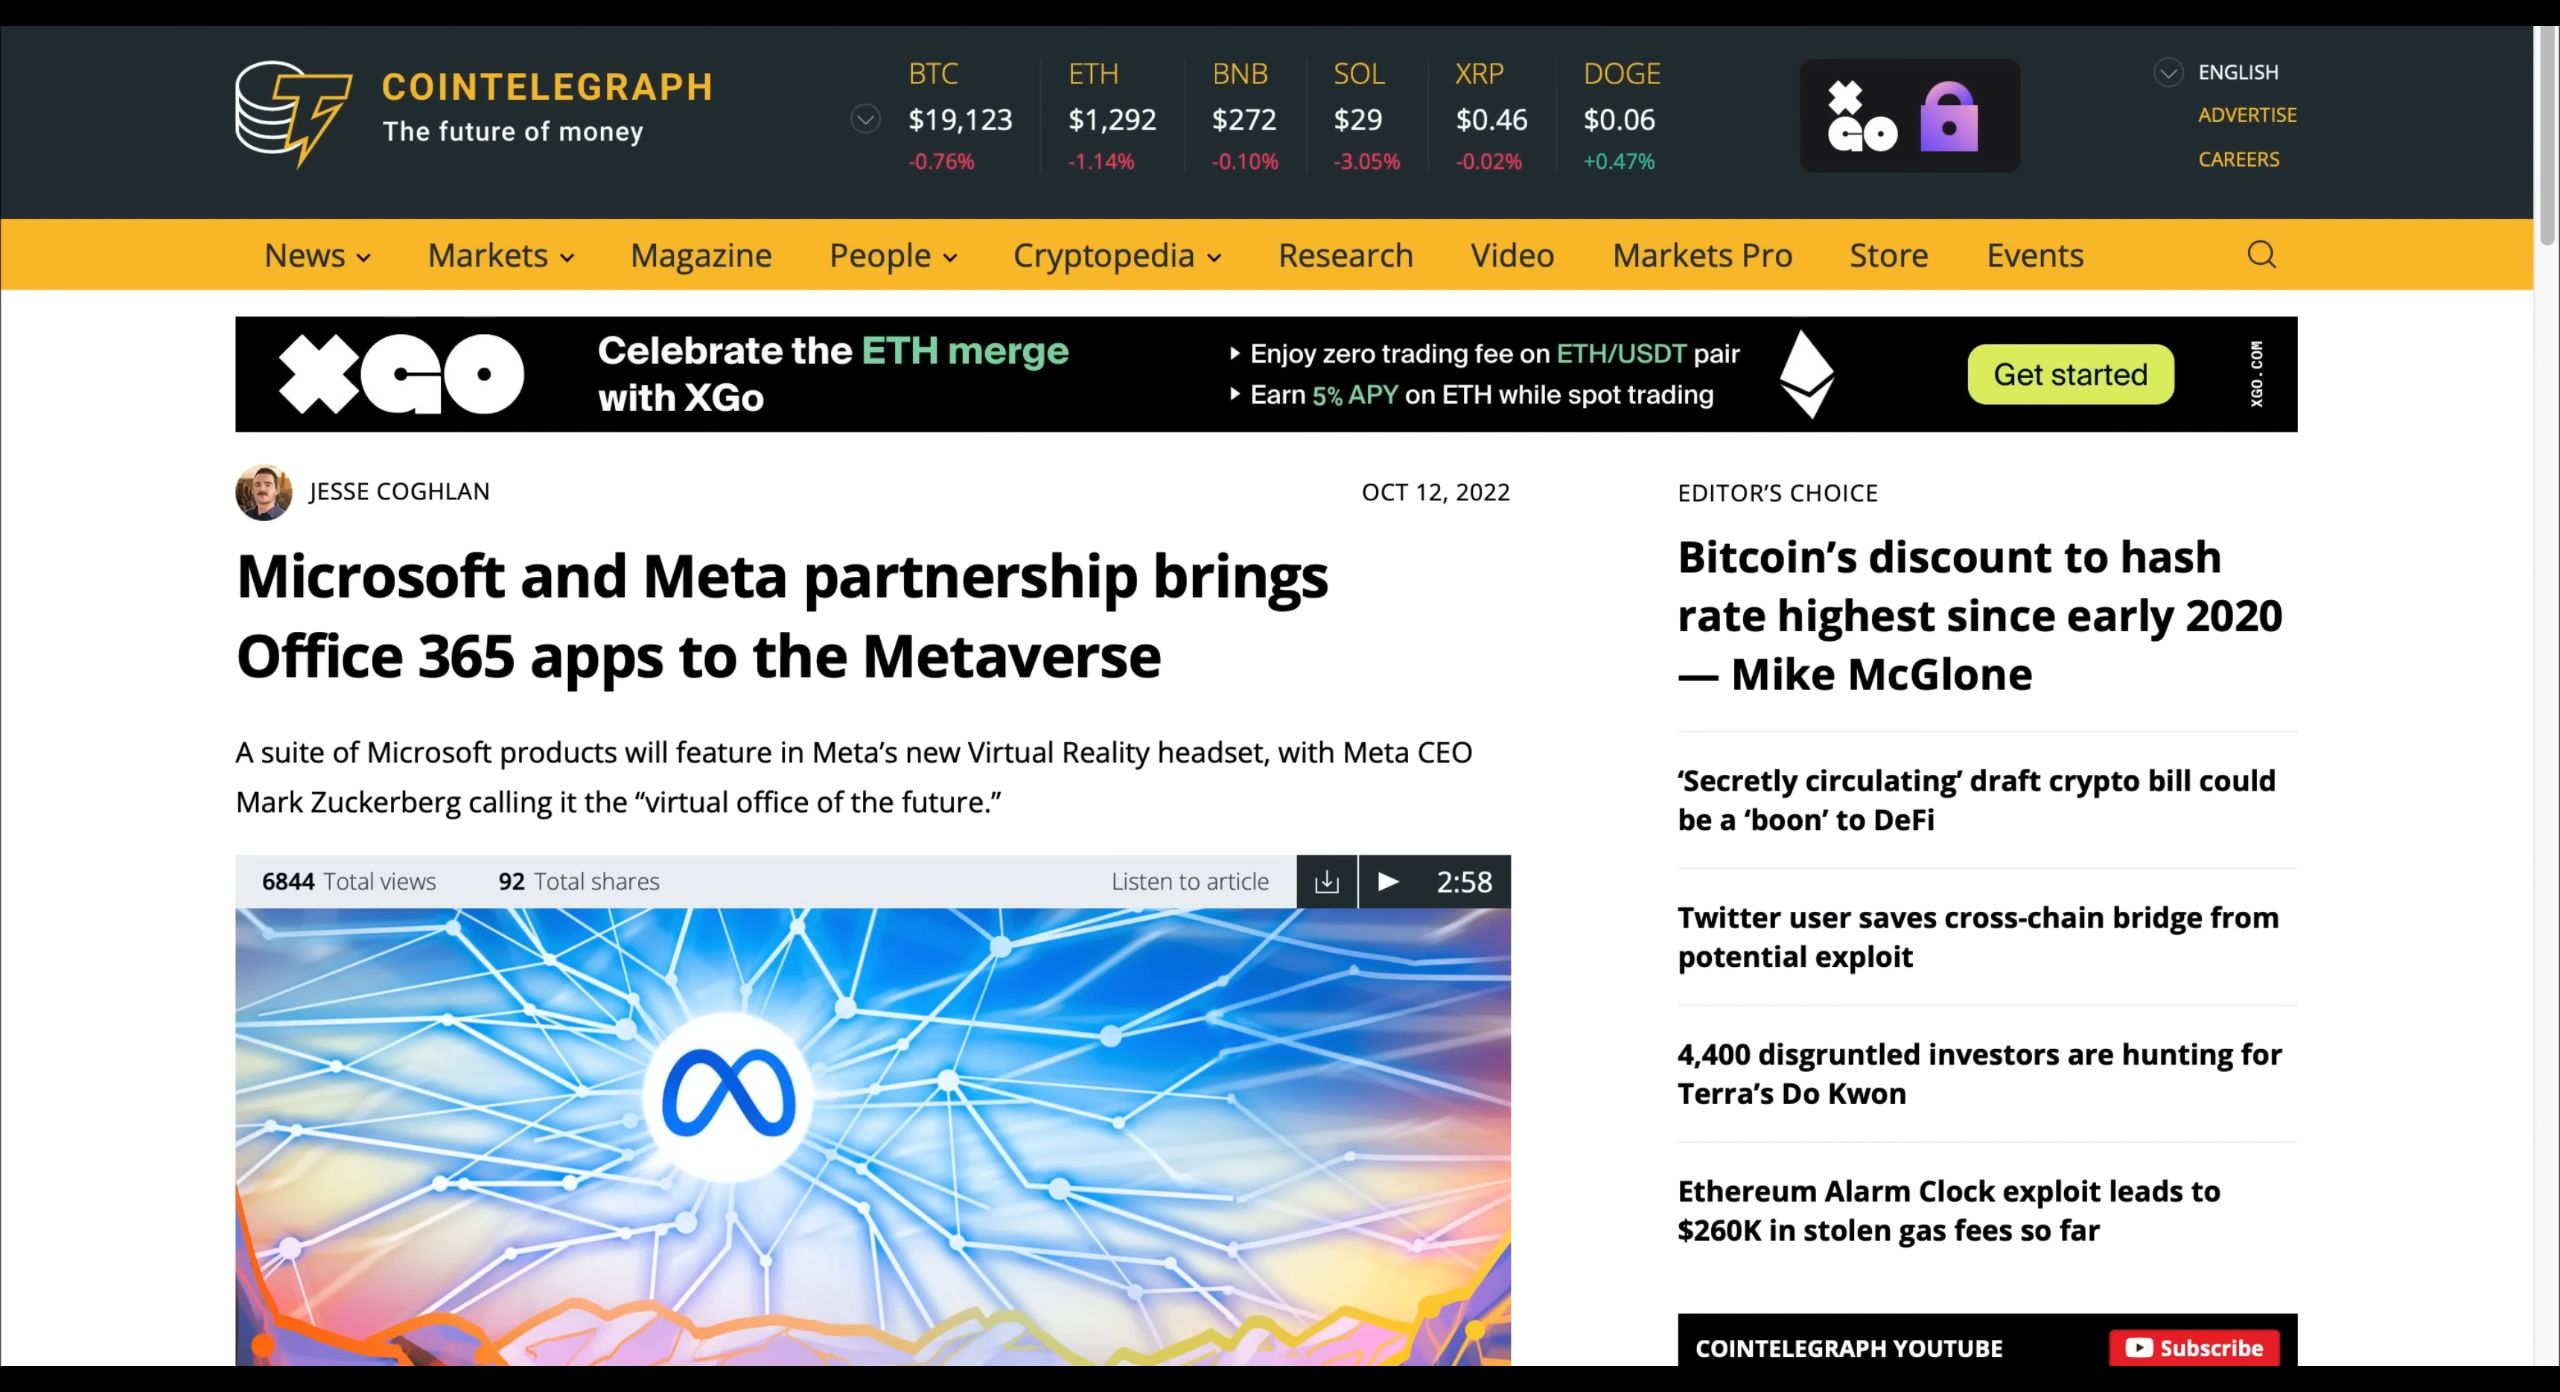 COINTELEGRAPH
The future of money
BTC
$19,123
-0.76%
ETH
$1,292
-1.14%
BNB
$272
-0.10%
SOL
$29
-3.05%
XRP
$0.46
-0.02%
DOGE
$0.06
+0.47%
XGO
ENGLISH
ADVERTISE
CAREERS
News Markets Magazine People Cryptopedia Research Video Markets Pro Store Events
XGO
Celebrate the ETH merge
with XGo
Enjoy zero trading fee on ETH/USDT pair
Earn 5% APY on ETH while spot trading
Get started
XGO.COM
JESSE COGHLAN
OCT 12, 2022
Microsoft and Meta partnership brings
Office 365 apps to the Metaverse
A suite of Microsoft products will feature in Meta’s new Virtual Reality headset, with Meta CEO
Mark Zuckerberg calling it the “virtual office of the future.”
6844 Total views 92 Total shares Listen to article 2:58
EDITOR’S CHOICE
Bitcoin’s discount to hash
rate highest since early 2020
— Mike McGlone
‘Secretly circulating’ draft crypto bill could
be a ‘boon’ to DeFi
Twitter user saves cross-chain bridge from
potential exploit
4,400 disgruntled investors are hunting for
Terra’s Do Kwon
Ethereum Alarm Clock exploit leads to
$260K in stolen gas fees so far
COINTELEGRAPH YOUTUBE
Subscribe